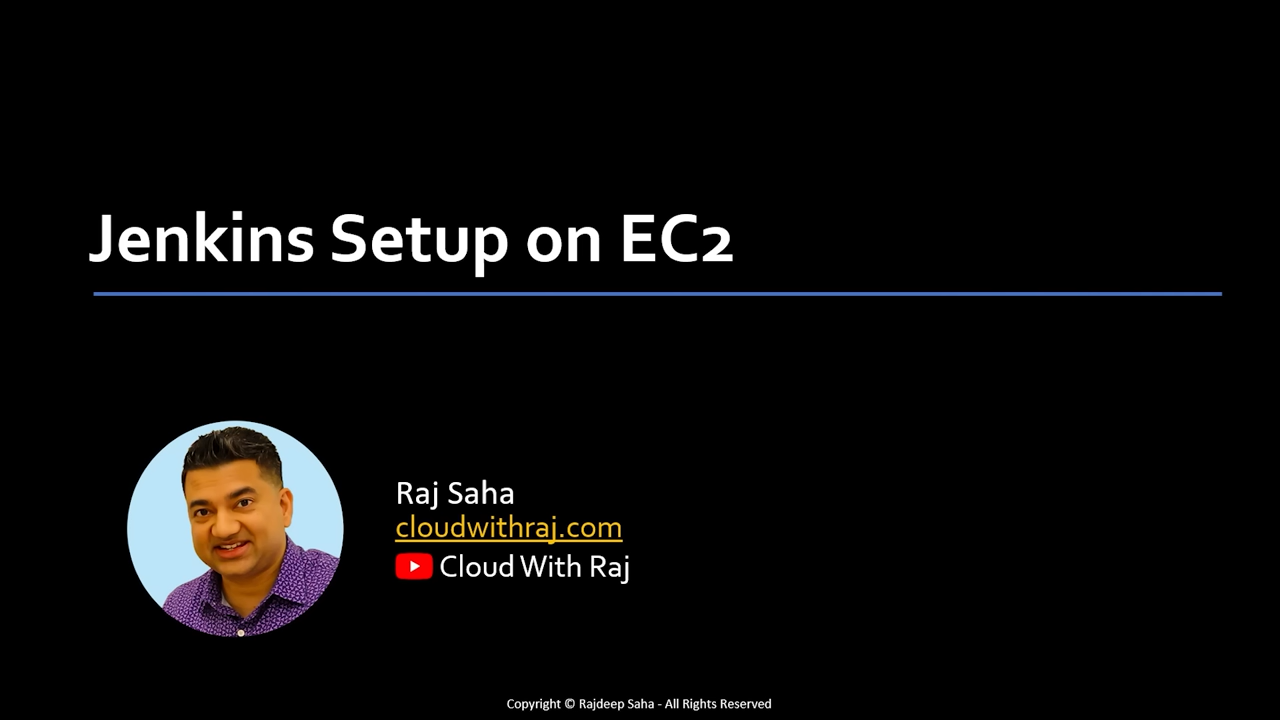 Jenkins Setup on EC2
Raj Saha
cloudwithraj.com
Cloud With Raj
Copyright © Rajdeep Saha - All Rights Reserved